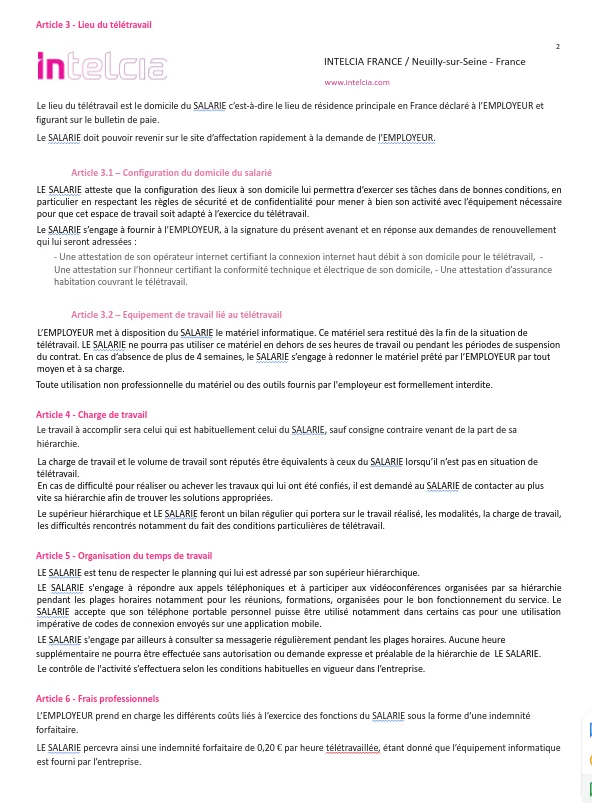 Article 3 - Lieu du télétravail
2
intelcia
INTELCIA FRANCE / Neuilly-sur-Seine - France
www.intelcia.com
Le lieu du télétravail est le domicile du SALARIE c'est-à-dire le lieu de résidence principale en France déclaré à l'EMPLOYEUR et
figurant sur le bulletin de paie.
Le SALARIE doit pouvoir revenir sur le site d'affectation rapidement à la demande de l'EMPLOYEUR.
Article 3.1 – Configuration du domicile du salarié
LE SALARIE atteste que la configuration des lieux à son domicile lui permettra d'exercer ses tâches dans de bonnes conditions, en
particulier en respectant les règles de sécurité et de confidentialité pour mener à bien son activité avec l'équipement nécessaire
pour que cet espace de travail soit adapté à l'exercice du télétravail.
Le SALARIE s'engage à fournir à l'EMPLOYEUR, à la signature du présent avenant et en réponse aux demandes de renouvellement
qui lui seront adressées :
- Une attestation de son opérateur internet certifiant la connexion internet haut débit à son domicile pour le télétravail, -
Une attestation sur l'honneur certifiant la conformité technique et électrique de son domicile, - Une attestation d'assurance
habitation couvrant le télétravail.
Article 3.2 – Equipement de travail lié au télétravail
L'EMPLOYEUR met à disposition du SALARIE le matériel informatique. Ce matériel sera restitué dès la fin de la situation de
télétravail. LE SALARIE ne pourra pas utiliser ce matériel en dehors de ses heures de travail ou pendant les périodes de suspension
du contrat. En cas d'absence de plus de 4 semaines, le SALARIE s'engage à redonner le matériel prêté par l'EMPLOYEUR par tout
moyen et à sa charge.
Toute utilisation non professionnelle du matériel ou des outils fournis par l'employeur est formellement interdite.
Article 4 - Charge de travail
Le travail à accomplir sera celui qui est habituellement celui du SALARIE, sauf consigne contraire venant de la part de sa
hiérarchie.
La charge de travail et le volume de travail sont réputés être équivalents à ceux du SALARIE lorsqu'il n'est pas en situation de
télétravail.
En cas de difficulté pour réaliser ou achever les travaux qui lui ont été confiés, il est demandé au SALARIE de contacter au plus
vite sa hiérarchie afin de trouver les solutions appropriées.
Le supérieur hiérarchique et LE SALARIE feront un bilan régulier qui portera sur le travail réalisé, les modalités, la charge de travail,
les difficultés rencontrés notamment du fait des conditions particulières de télétravail.
Article 5 - Organisation du temps de travail
LE SALARIE est tenu de respecter le planning qui lui est adressé par son supérieur hiérarchique.
LE SALARIE s'engage à répondre aux appels téléphoniques et à participer aux vidéoconférences organisées par sa hiérarchie
pendant les plages horaires notamment pour les réunions, formations, organisées pour le bon fonctionnement du service. Le
SALARIE accepte que son téléphone portable personnel puisse être utilisé notamment dans certains cas pour une utilisation
impérative de codes de connexion envoyés sur une application mobile.
LE SALARIE s'engage par ailleurs à consulter sa messagerie régulièrement pendant les plages horaires. Aucune heure
supplémentaire ne pourra être effectuée sans autorisation ou demande expresse et préalable de la hiérarchie de LE SALARIE.
Le contrôle de l'activité s'effectuera selon les conditions habituelles en vigueur dans l'entreprise.
Article 6 - Frais professionnels
L'EMPLOYEUR prend en charge les différents coûts liés à l'exercice des fonctions du SALARIE sous la forme d'une indemnité
forfaitaire.
LE SALARIE percevra ainsi une indemnité forfaitaire de 0,20 € par heure télétravaillée, étant donné que l'équipement informatique
est fourni par l'entreprise.